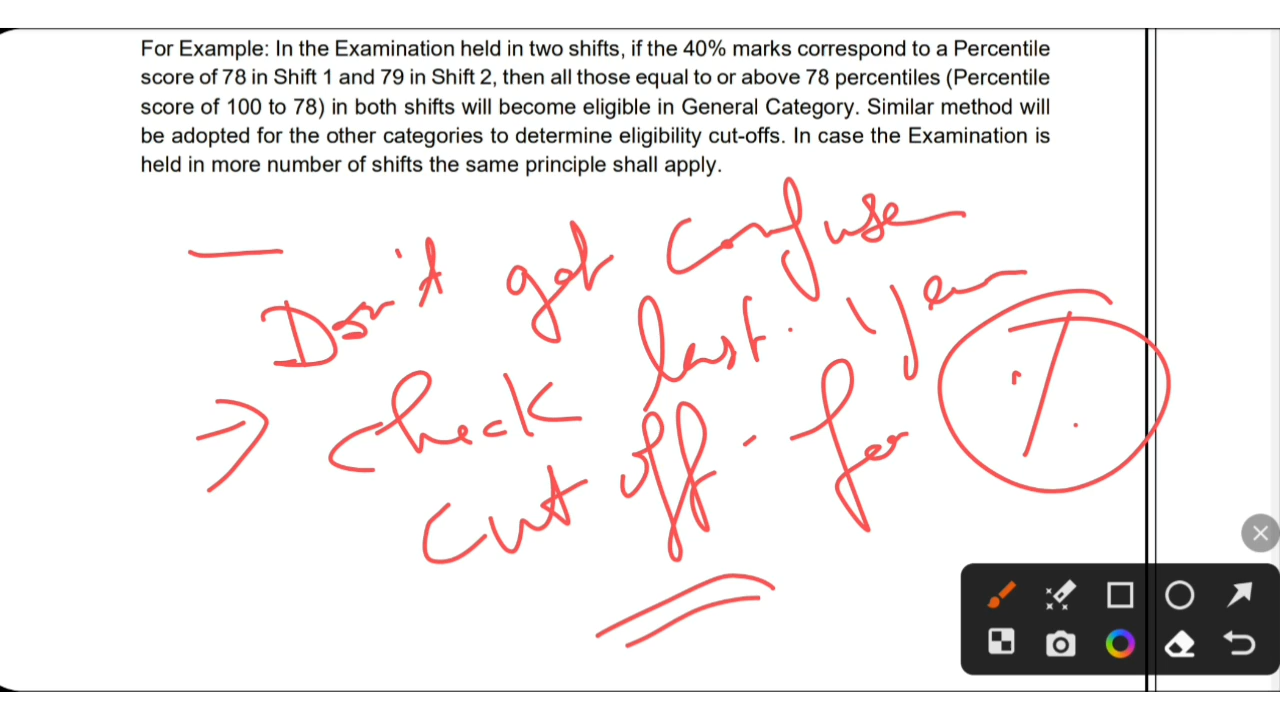 For Example: In the Examination held in two shifts, if the 40% marks correspond to a Percentile
score of 78 in Shift 1 and 79 in Shift 2, then all those equal to or above 78 percentiles (Percentile
score of 100 to 78) in both shifts will become eligible in General Category. Similar method will
be adopted for the other categories to determine eligibility cut-offs. In case the Examination is
held in more number of shifts the same principle shall apply.
Don't got confuse
→ check last year
cut off for %